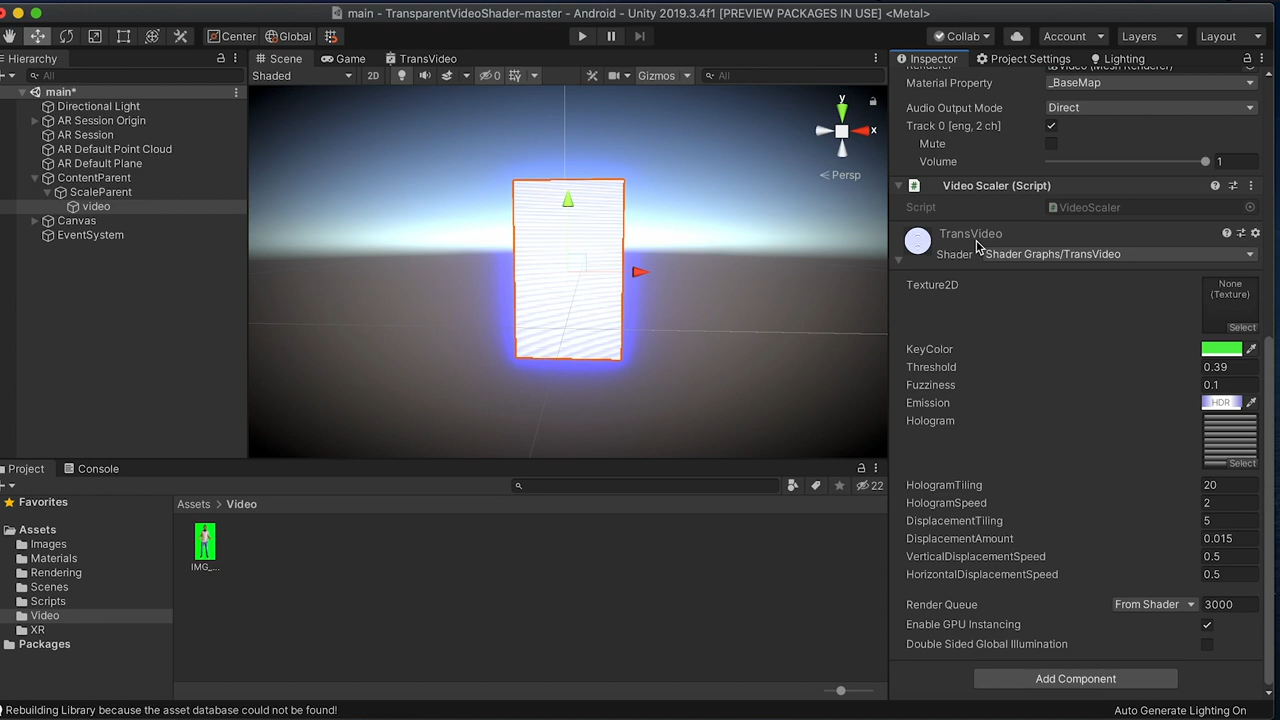 main - TransparentVideoShader-master - Android - Unity 2019.3.4f1 [PREVIEW PACKAGES IN USE] <Metal>
Center Global Collab Account Layers Layout
Hierarchy
All
main*
Directional Light
AR Session Origin
AR Session
AR Default Point Cloud
AR Default Plane
ContentParent
ScaleParent
video
Canvas
EventSystem
Scene Game TransVideo
Shaded 2D 0 Gizmos All
y
x
Persp
Inspector Project Settings Lighting
Material Property _BaseMap
Audio Output Mode Direct
Track 0 [eng, 2 ch]
Mute
Volume 1
Video Scaler (Script)
Script VideoScaler
TransVideo
Shader Shader Graphs/TransVideo
Texture2D None
(Texture)
Select
KeyColor
Threshold 0.39
Fuzziness 0.1
Emission HDR
Hologram
Select
HologramTiling 20
HologramSpeed 2
DisplacementTiling 5
DisplacementAmount 0.015
VerticalDisplacementSpeed 0.5
HorizontalDisplacementSpeed 0.5
Render Queue From Shader 3000
Enable GPU Instancing
Double Sided Global Illumination
Add Component
Project Console
22
Favorites
Assets
Images
Materials
Rendering
Scenes
Scripts
Video
XR
Packages
Assets > Video
IMG_...
Rebuilding Library because the asset database could not be found!
Auto Generate Lighting On